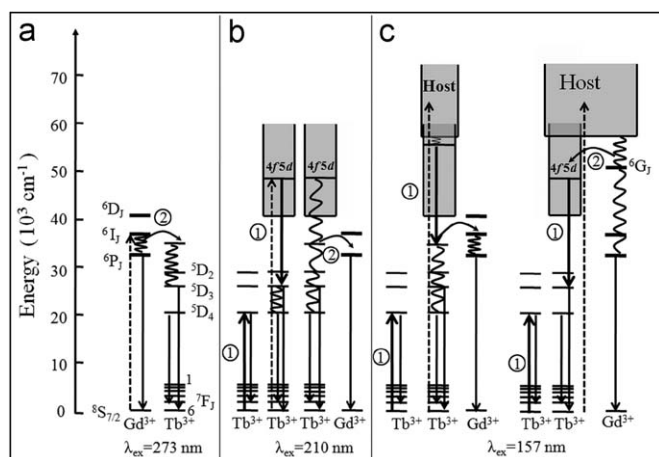 a
b
c
Energy (10³ cm⁻¹)
70
60
50
40
30
20
10
0
⁶D_J
⁶I_J
⁶P_J
②
⁵D₂
⁵D₃
⁵D₄
1
⁷F_J
6
⁸S₇/₂
Gd³⁺ Tb³⁺
λex=273 nm
4f5d 4f5d
①
②
①
Tb³⁺ Tb³⁺ Tb³⁺ Gd³⁺
λex=210 nm
Host
①
②
①
Tb³⁺ Tb³⁺ Gd³⁺
Host
4f5d
②
⁶G_J
①
①
Tb³⁺ Tb³⁺ Gd³⁺
λex=157 nm